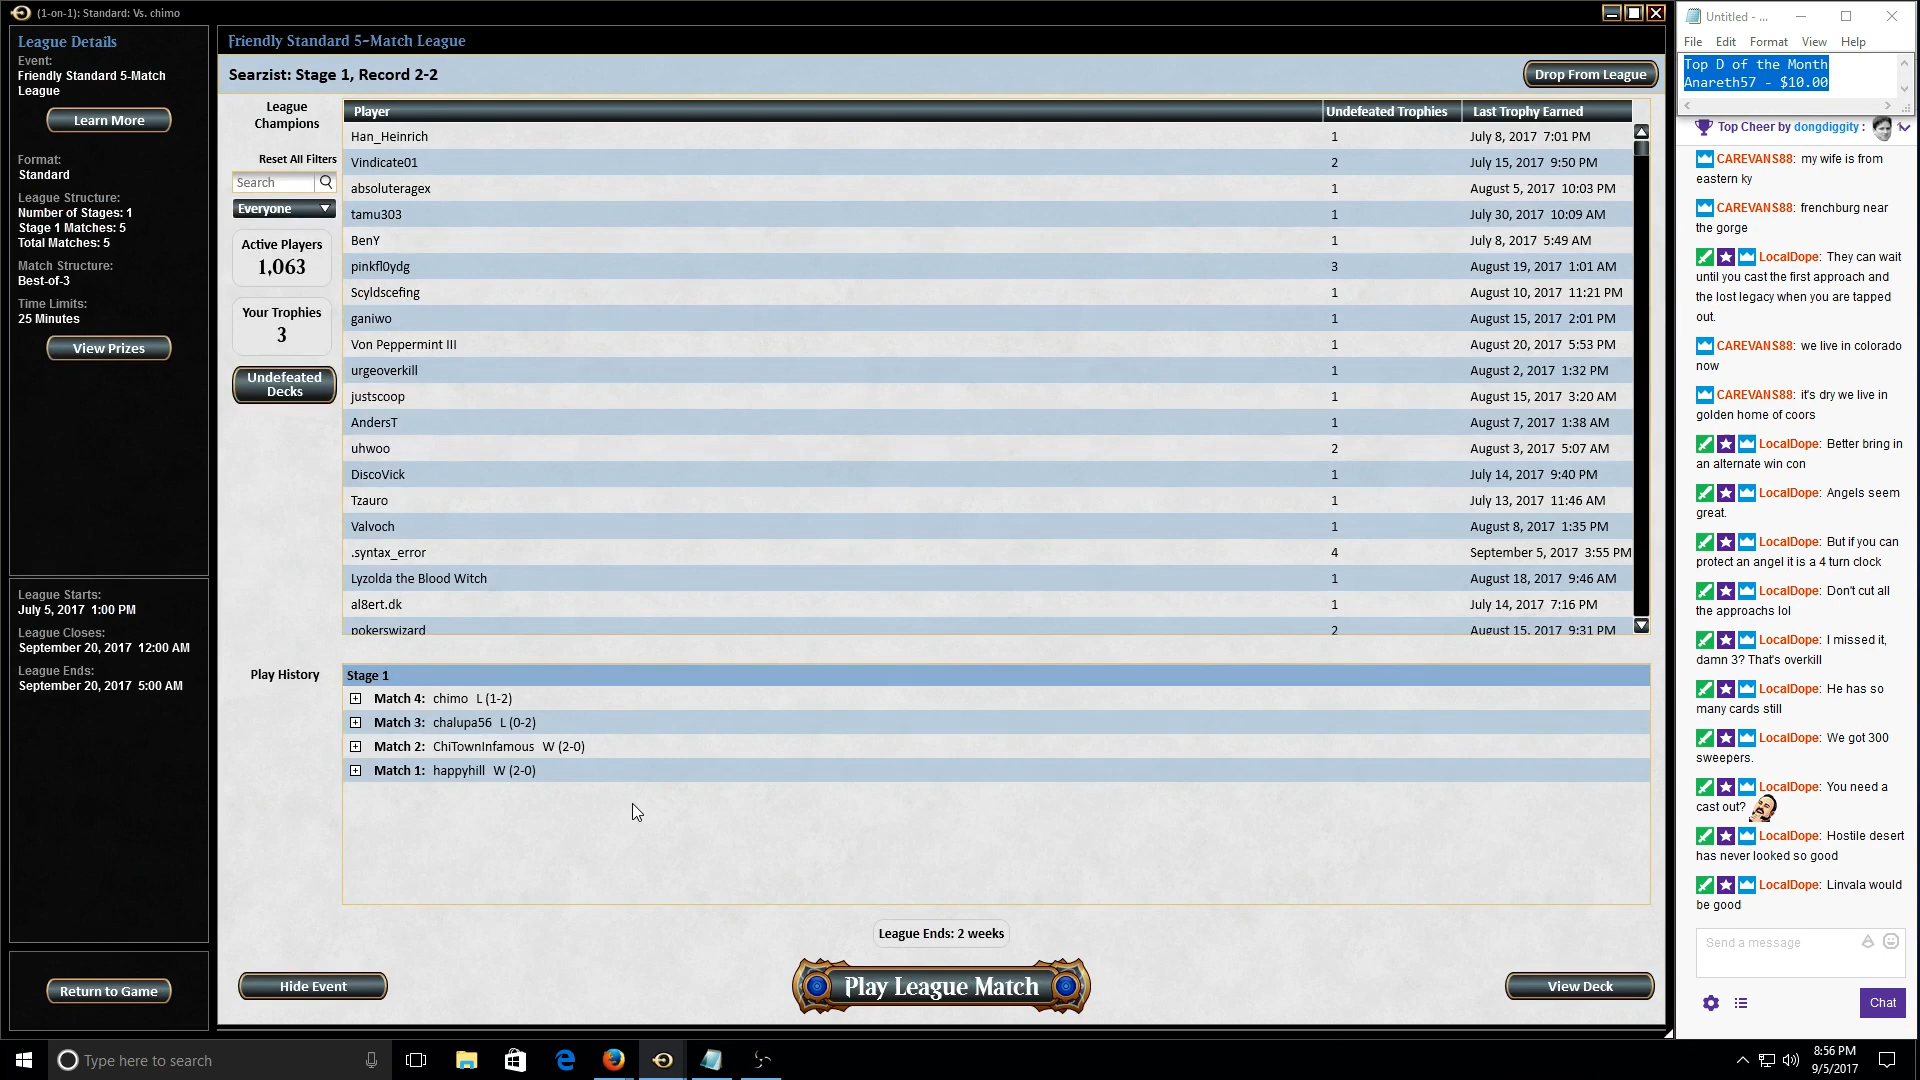 (1-on-1): Standard: Vs. chimo
League Details
Event:
Friendly Standard 5-Match
League
Learn More
Format:
Standard
League Structure:
Number of Stages: 1
Stage 1 Matches: 5
Total Matches: 5
Match Structure:
Best-of-3
Time Limits:
25 Minutes
View Prizes
League Starts:
July 5, 2017 1:00 PM
League Closes:
September 20, 2017 12:00 AM
League Ends:
September 20, 2017 5:00 AM
Return to Game
Friendly Standard 5-Match League
Searzist: Stage 1, Record 2-2
Drop From League
League
Champions
Reset All Filters
Search
Everyone
Active Players
1,063
Your Trophies
3
Undefeated
Decks
Player Undefeated Trophies Last Trophy Earned
Han_Heinrich 1 July 8, 2017 7:01 PM
Vindicate01 2 July 15, 2017 9:50 PM
absoluteragex 1 August 5, 2017 10:03 PM
tamu303 1 July 30, 2017 10:09 AM
BenY 1 July 8, 2017 5:49 AM
pinkfl0ydg 3 August 19, 2017 1:01 AM
Scyldscefing 1 August 10, 2017 11:21 PM
ganiwo 1 August 15, 2017 2:01 PM
Von Peppermint III 1 August 20, 2017 5:53 PM
urgeoverkill 1 August 2, 2017 1:32 PM
justscoop 1 August 15, 2017 3:20 AM
AndersT 1 August 7, 2017 1:38 AM
uhwoo 2 August 3, 2017 5:07 AM
DiscoVick 1 July 14, 2017 9:40 PM
Tzauro 1 July 13, 2017 11:46 AM
Valvoch 1 August 8, 2017 1:35 PM
.syntax_error 4 September 5, 2017 3:55 PM
Lyzolda the Blood Witch 1 August 18, 2017 9:46 AM
al8ert.dk 1 July 14, 2017 7:16 PM
pokerswizard 2 August 15, 2017 9:31 PM
Play History
Stage 1
Match 4: chimo L (1-2)
Match 3: chalupa56 L (0-2)
Match 2: ChiTownInfamous W (2-0)
Match 1: happyhill W (2-0)
League Ends: 2 weeks
Hide Event
Play League Match
View Deck
Untitled - ...
File Edit Format View Help
Top D of the Month
Anareth57 - $10.00
Top Cheer by dongdiggity :
CAREVANS88: my wife is from
eastern ky
CAREVANS88: frenchburg near
the gorge
LocalDope: They can wait
until you cast the first approach and
the lost legacy when you are tapped
out.
CAREVANS88: we live in colorado
now
CAREVANS88: it's dry we live in
golden home of coors
LocalDope: Better bring in
an alternate win con
LocalDope: Angels seem
great.
LocalDope: But if you can
protect an angel it is a 4 turn clock
LocalDope: Don't cut all
the approachs lol
LocalDope: I missed it,
damn 3? That's overkill
LocalDope: He has so
many cards still
LocalDope: We got 300
sweepers.
LocalDope: You need a
cast out?
LocalDope: Hostile desert
has never looked so good
LocalDope: Linvala would
be good
Send a message
Chat
Type here to search
8:56 PM
9/5/2017